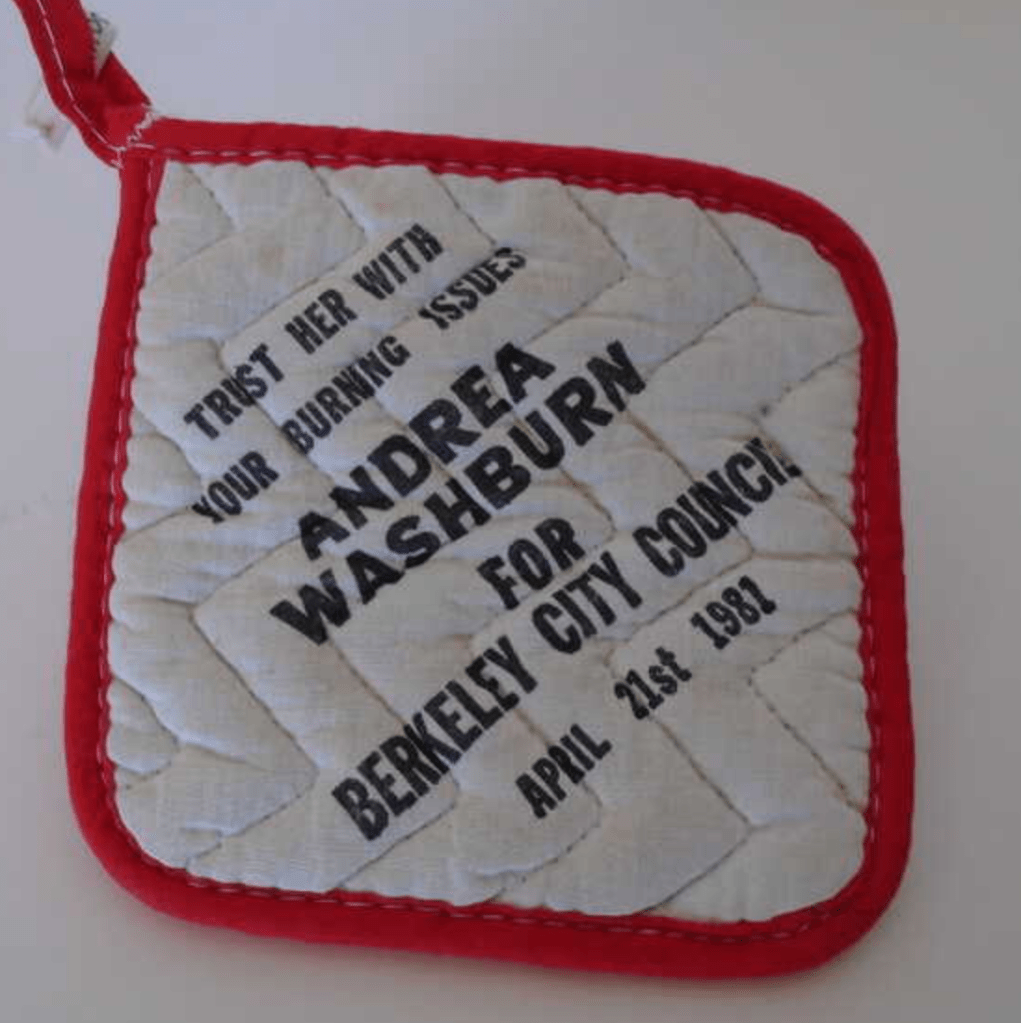 TRUST HER WITH
YOUR BURNING ISSUES
ANDREA
WASHBURN
FOR
BERKELEY CITY COUNCIL
APRIL 21st 1981